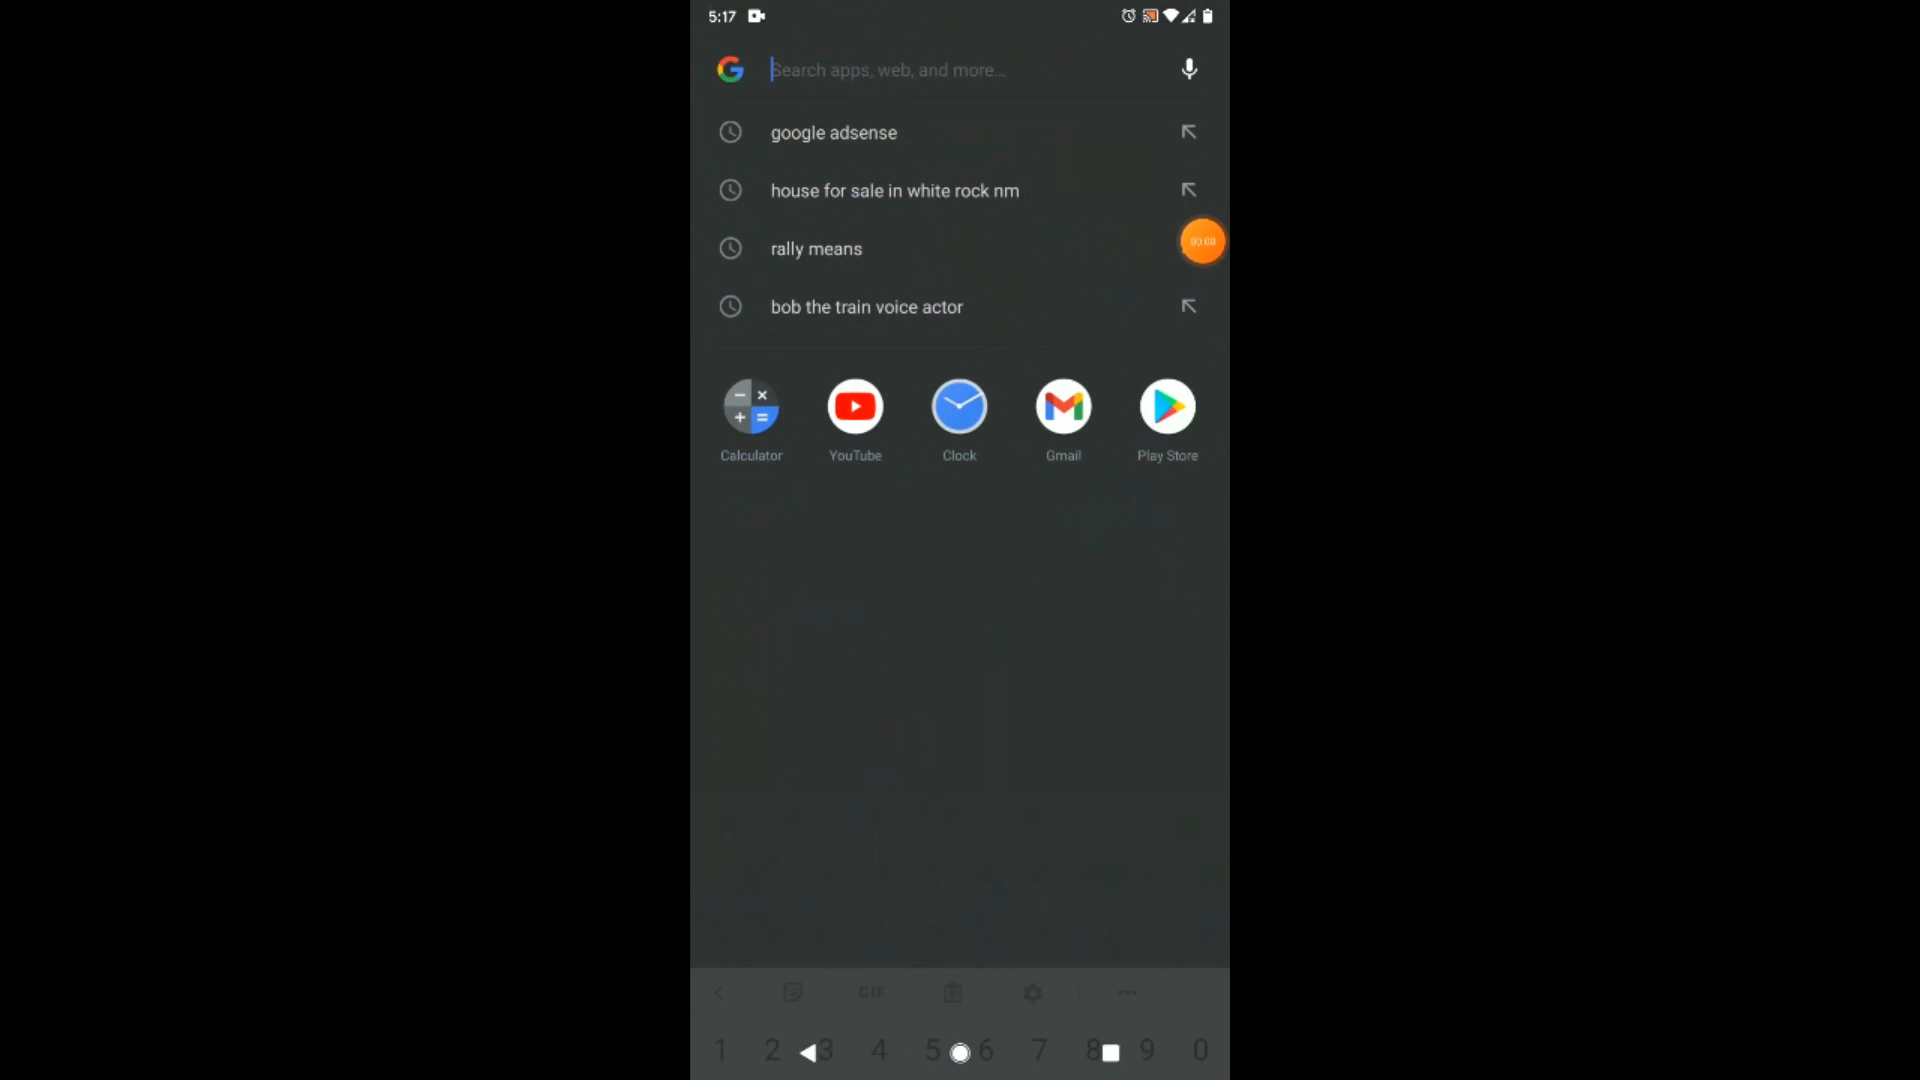 5:17
Search apps, web, and more...
google adsense
house for sale in white rock nm
00:00
rally means
bob the train voice actor
Calculator YouTube Clock Gmail Play Store
GIF
1 2 3 4 5 6 7 8 9 0